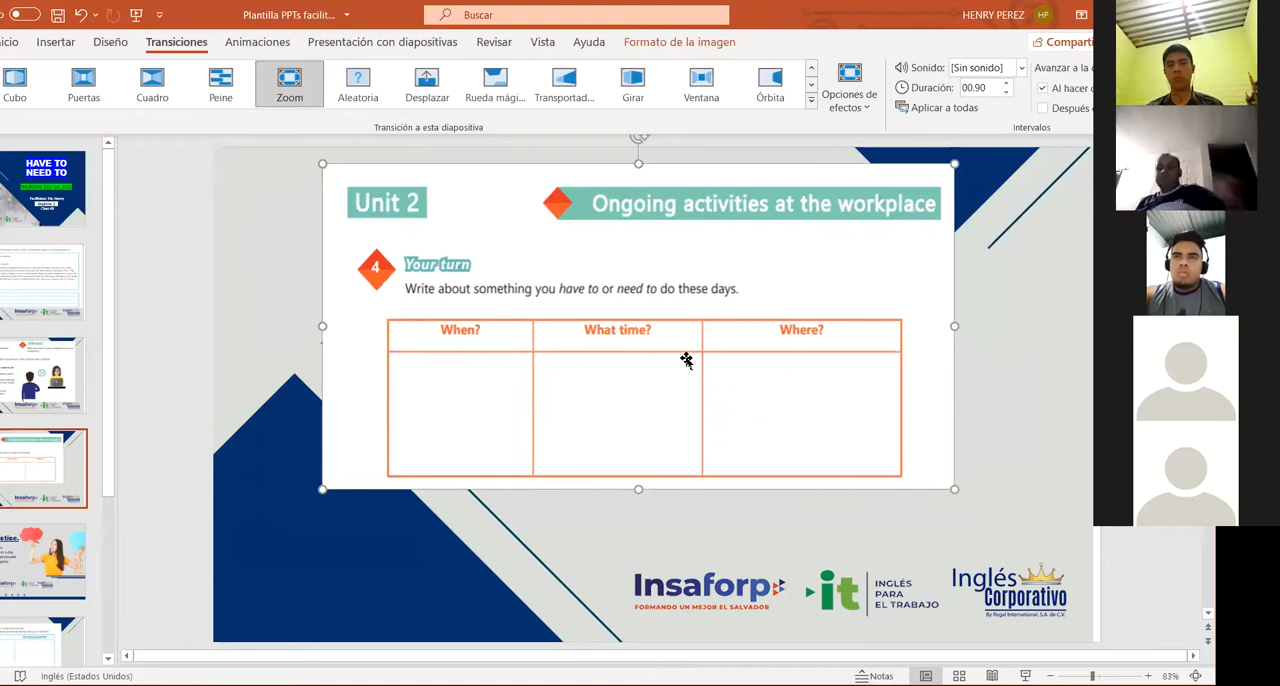 Plantilla PPTs facilit...
Buscar
HENRY PEREZ
HP
icio
Insertar
Diseño
Transiciones
Animaciones
Presentación con diapositivas
Revisar
Vista
Ayuda
Formato de la imagen
Comparti
Cubo
Puertas
Cuadro
Peine
Zoom
Aleatoria
Desplazar
Rueda mági...
Transportad...
Girar
Ventana
Órbita
Opciones de
efectos
Sonido: [Sin sonido]
Duración: 00.90
Aplicar a todas
Avanzar a la
Al hacer
Después
Transición a esta diapositiva
Intervalos
HAVE TO
NEED TO
Unit 2
Ongoing activities at the workplace
4
Your turn
Write about something you have to or need to do these days.
When?
What time?
Where?
Insaforp
FORMANDO UN MEJOR EL SALVADOR
it
INGLÉS
PARA
EL TRABAJO
Inglés
Corporativo
By Regal International, S.A. de C.V.
Inglés (Estados Unidos)
Notas
83%